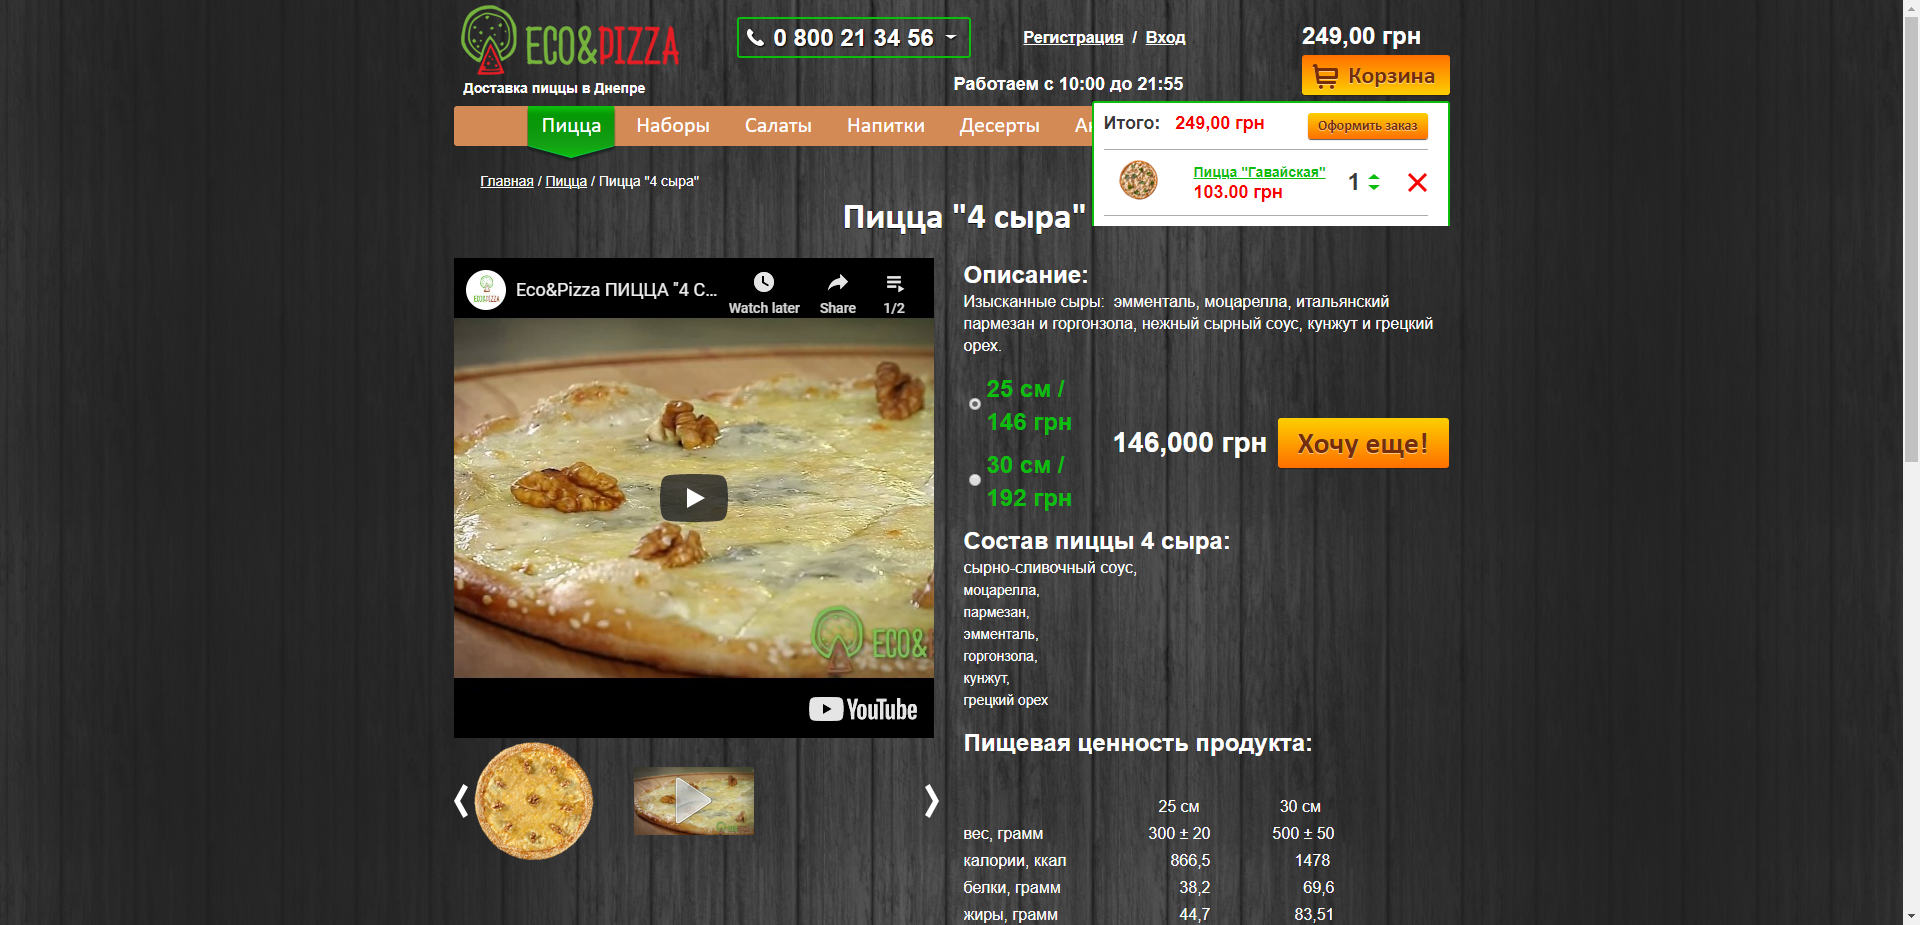 ECO&PIZZA
Доставка пиццы в Днепре
0 800 21 34 56
Регистрация / Вход
Работаем с 10:00 до 21:55
249,00 грн
Корзина
Пицца
Наборы
Салаты
Напитки
Десерты
Итого: 249,00 грн
Оформить заказ
Пицца "Гавайская"
103.00 грн
1
Главная / Пицца / Пицца "4 сыра"
Пицца "4 сыра"
ECO&PIZZA
Eco&Pizza ПИЦЦА "4 С...
Watch later
Share
1/2
ECO&
YouTube
Описание:
Изысканные сыры: эмменталь, моцарелла, итальянский
пармезан и горгонзола, нежный сырный соус, кунжут и грецкий
орех.
25 см /
146 грн
30 см /
192 грн
146,000 грн
Хочу еще!
Состав пиццы 4 сыра:
сырно-сливочный соус,
моцарелла,
пармезан,
эмменталь,
горгонзола,
кунжут,
грецкий орех
Пищевая ценность продукта:
25 см 30 см
вес, грамм 300 ± 20 500 ± 50
калории, ккал 866,5 1478
белки, грамм 38,2 69,6
жиры, грамм 44,7 83,51